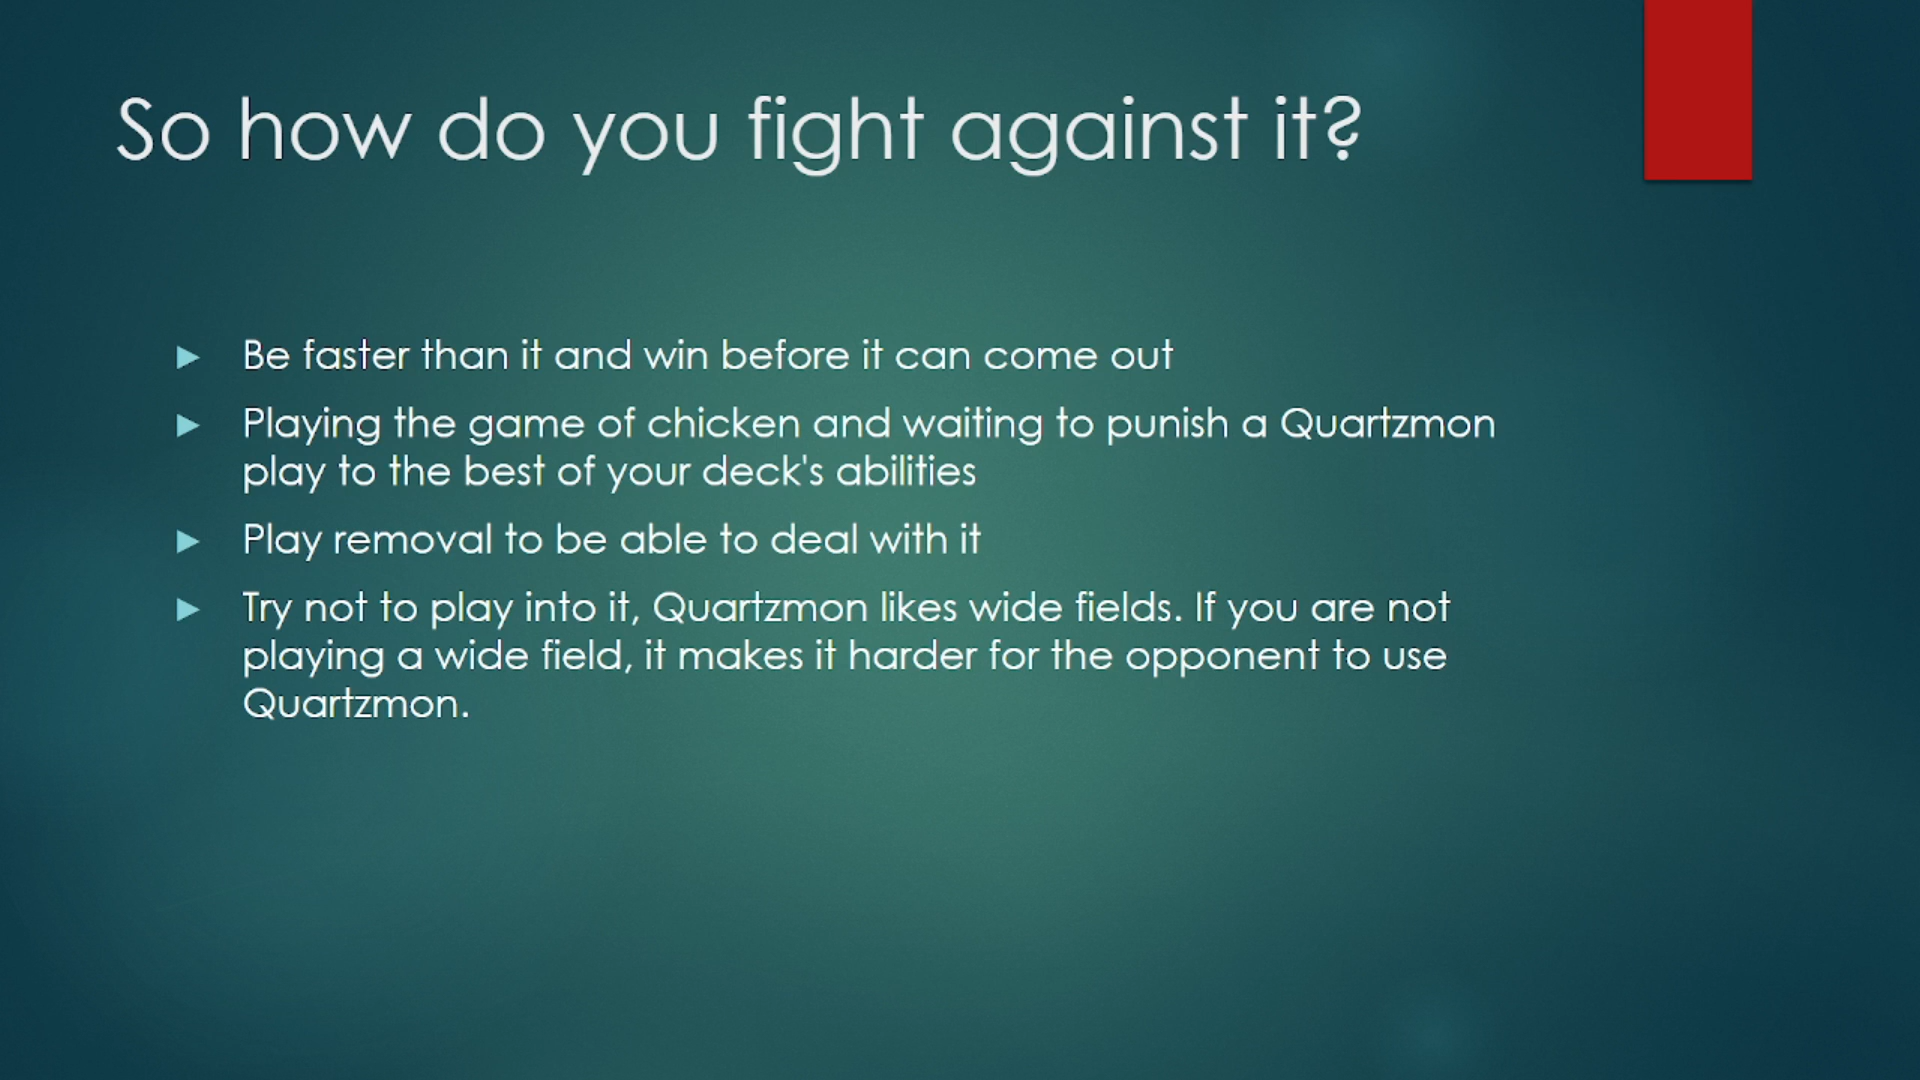 So how do you fight against it?
Be faster than it and win before it can come out
Playing the game of chicken and waiting to punish a Quartzmon
play to the best of your deck's abilities
Play removal to be able to deal with it
Try not to play into it, Quartzmon likes wide fields. If you are not
playing a wide field, it makes it harder for the opponent to use
Quartzmon.